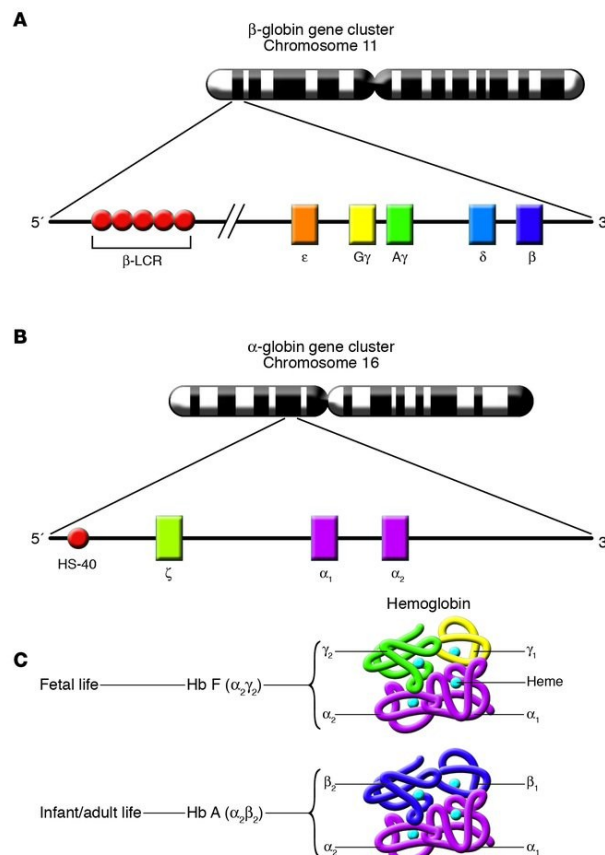 A
β-globin gene cluster
Chromosome 11
5´ 3´
β-LCR ε Gγ Aγ δ β
B
α-globin gene cluster
Chromosome 16
5´ 3´
HS-40 ζ α₁ α₂
Hemoglobin
C
γ₂ γ₁
Fetal life Hb F (α₂γ₂) Heme
α₂ α₁
β₂ β₁
Infant/adult life Hb A (α₂β₂)
α₂ α₁